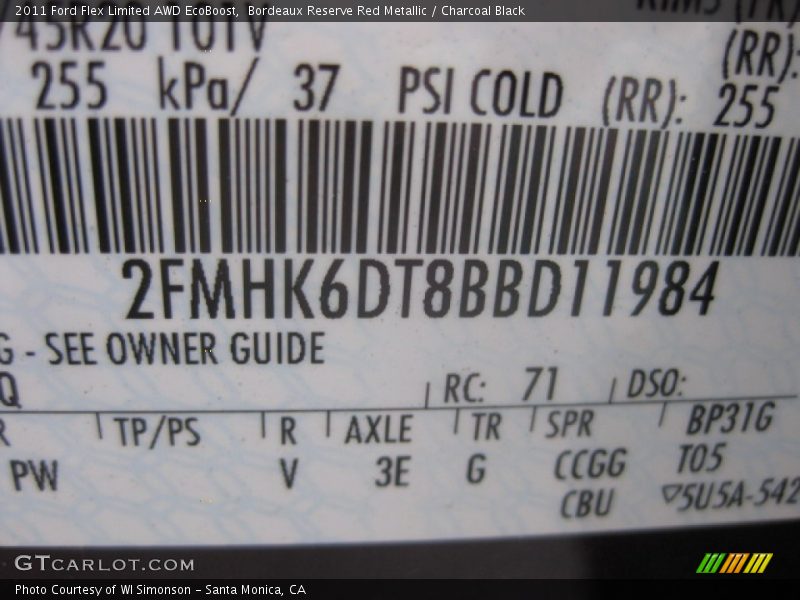 2011 Ford Flex Limited AWD EcoBoost, Bordeaux Reserve Red Metallic / Charcoal Black
/45R20 101V
(RR):
255 kPa/ 37 PSI COLD (RR): 255
2FMHK6DT8BBD11984
G - SEE OWNER GUIDE
Q
RC: 71 DSO:
R TP/PS R AXLE TR SPR BP31G
PW V 3E G CCGG T05
CBU ▽5U5A-542
GTCARLOT.COM
Photo Courtesy of WI Simonson – Santa Monica, CA